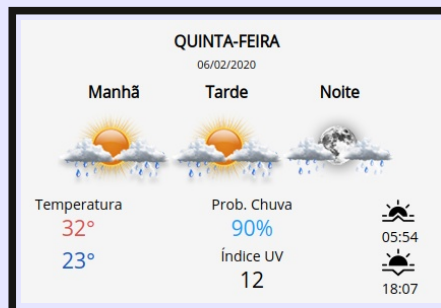 QUINTA-FEIRA
06/02/2020
Manhã Tarde Noite
Temperatura Prob. Chuva
32° 90%
05:54
23° Índice UV
12
18:07